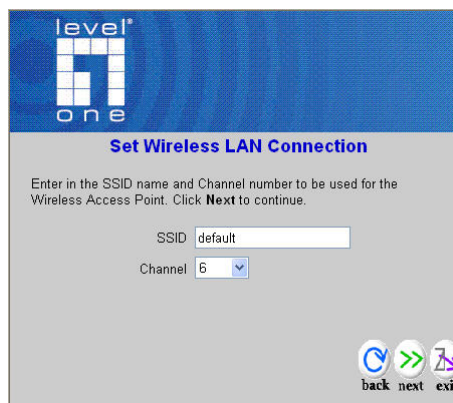 level®
one
Set Wireless LAN Connection
Enter in the SSID name and Channel number to be used for the
Wireless Access Point. Click Next to continue.
SSID default
Channel 6
back next